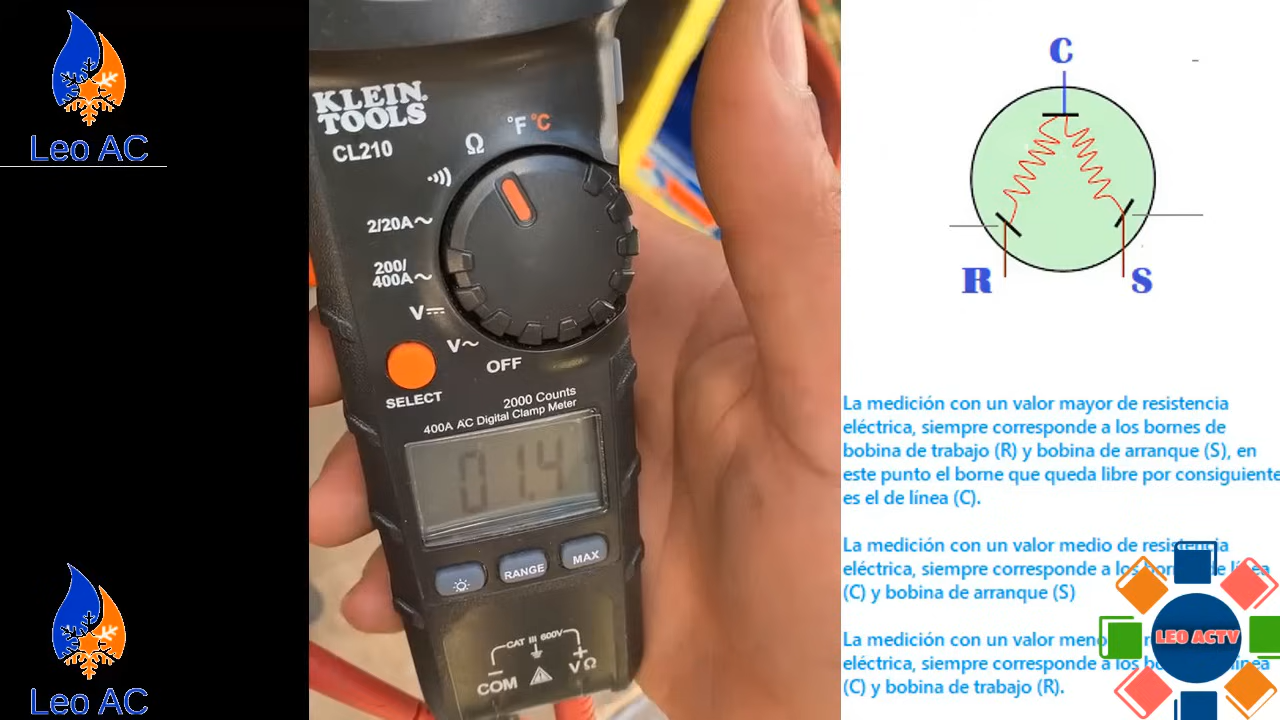 Leo AC
KLEIN
TOOLS
CL210
°F °C
Ω
2/20A~
200/
400A~
V⎓
V~
OFF
SELECT
2000 Counts
400A AC Digital Clamp Meter
01.4
RANGE
MAX
CAT III 600V
COM
VΩ
C
R
S
La medición con un valor mayor de resistencia
eléctrica, siempre corresponde a los bornes de
bobina de trabajo (R) y bobina de arranque (S), en
este punto el borne que queda libre por consiguiente
es el de línea (C).
La medición con un valor medio de resistencia
eléctrica, siempre corresponde a los de línea
(C) y bobina de arranque (S)
La medición con un valor
eléctrica, siempre corresponde a los
(C) y bobina de trabajo (R).
LEO ACTV
Leo AC